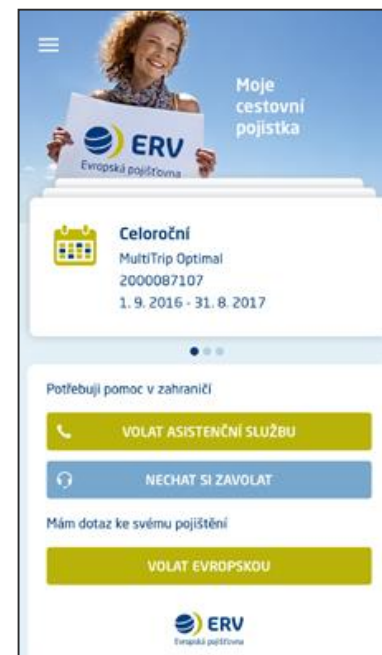 Moje
cestovní
pojistka
ERV
Evropská pojišťovna
Celoroční
MultiTrip Optimal
2000087107
1. 9. 2016 - 31. 8. 2017
Potřebuji pomoc v zahraničí
VOLAT ASISTENČNÍ SLUŽBU
NECHAT SI ZAVOLAT
Mám dotaz ke svému pojištění
VOLAT EVROPSKOU
ERV
Evropská pojišťovna